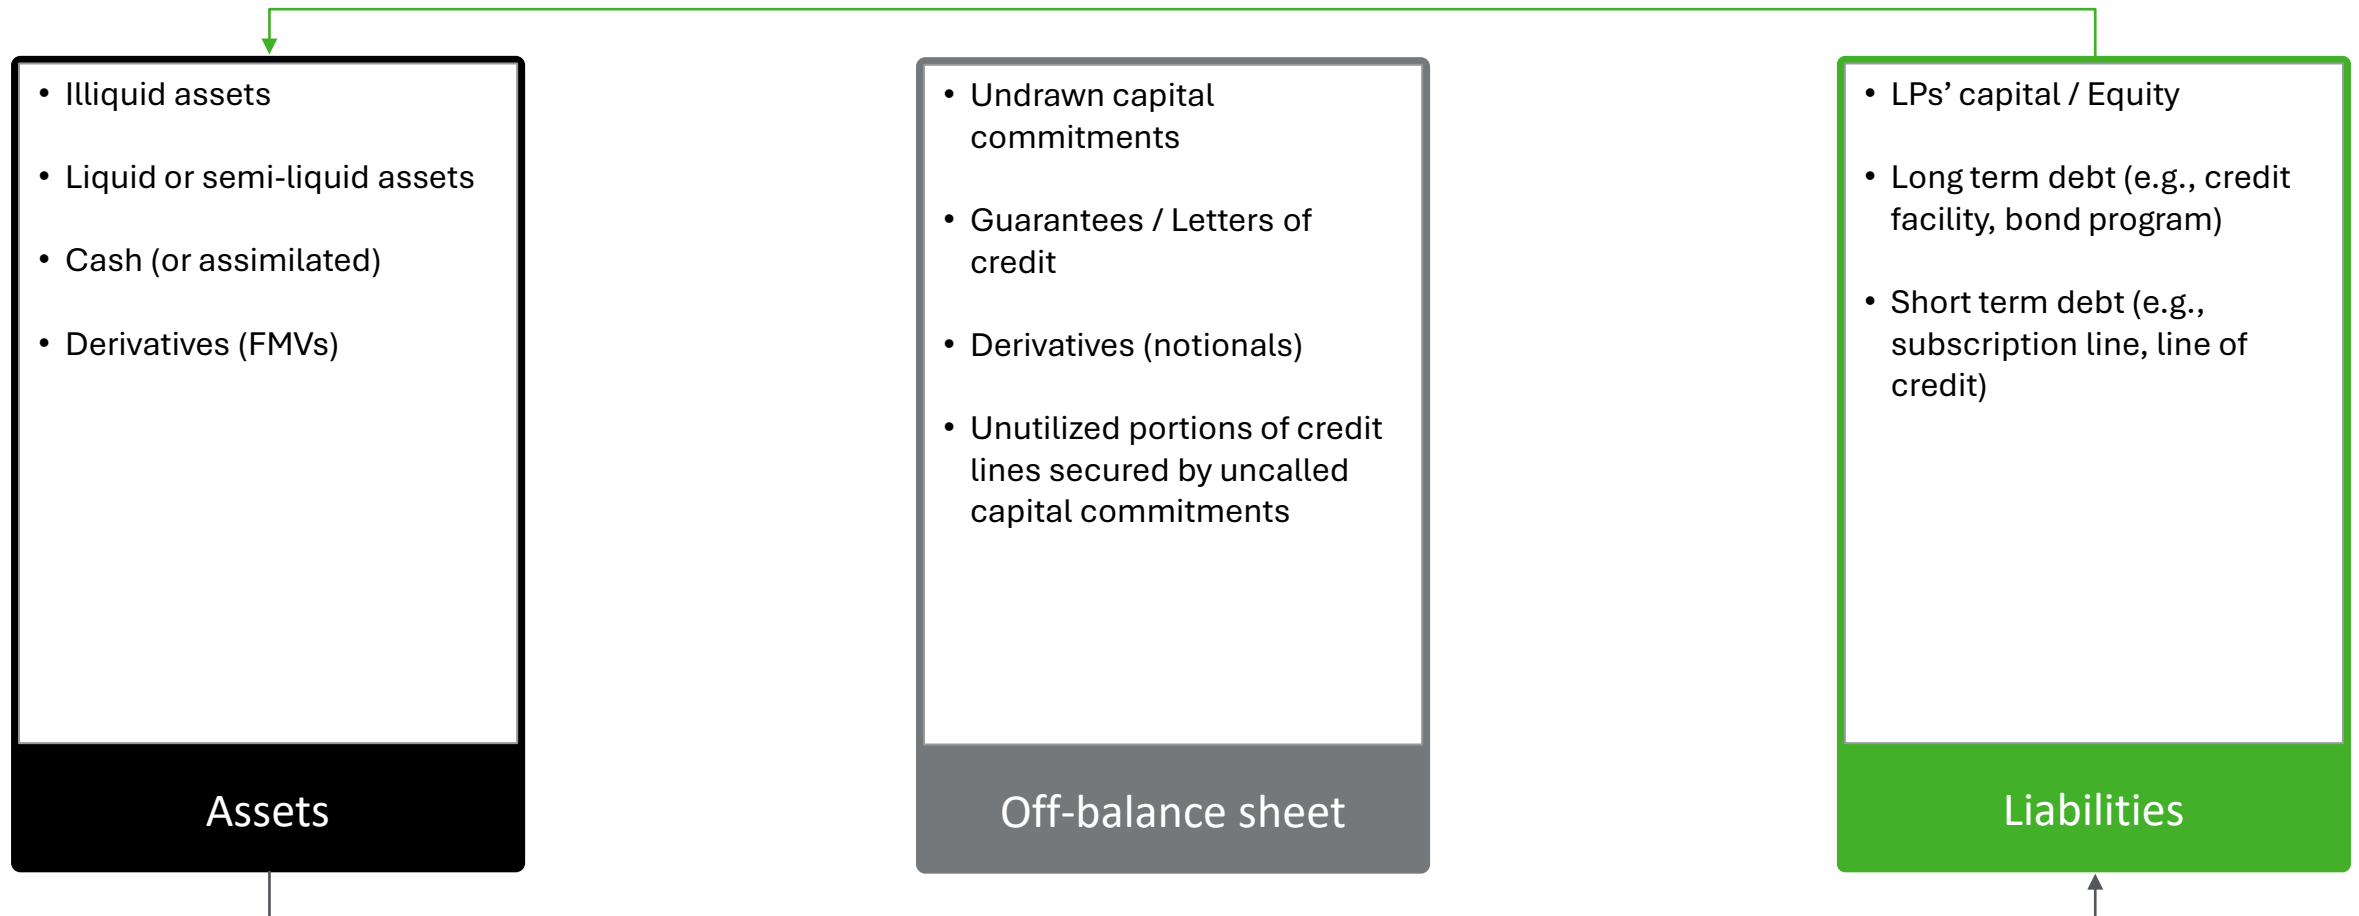 • Illiquid assets
• Liquid or semi-liquid assets
• Cash (or assimilated)
• Derivatives (FMVs)
Assets
• Undrawn capital
commitments
• Guarantees / Letters of
credit
• Derivatives (notionals)
• Unutilized portions of credit
lines secured by uncalled
capital commitments
Off-balance sheet
• LPs’ capital / Equity
• Long term debt (e.g., credit
facility, bond program)
• Short term debt (e.g.,
subscription line, line of
credit)
Liabilities